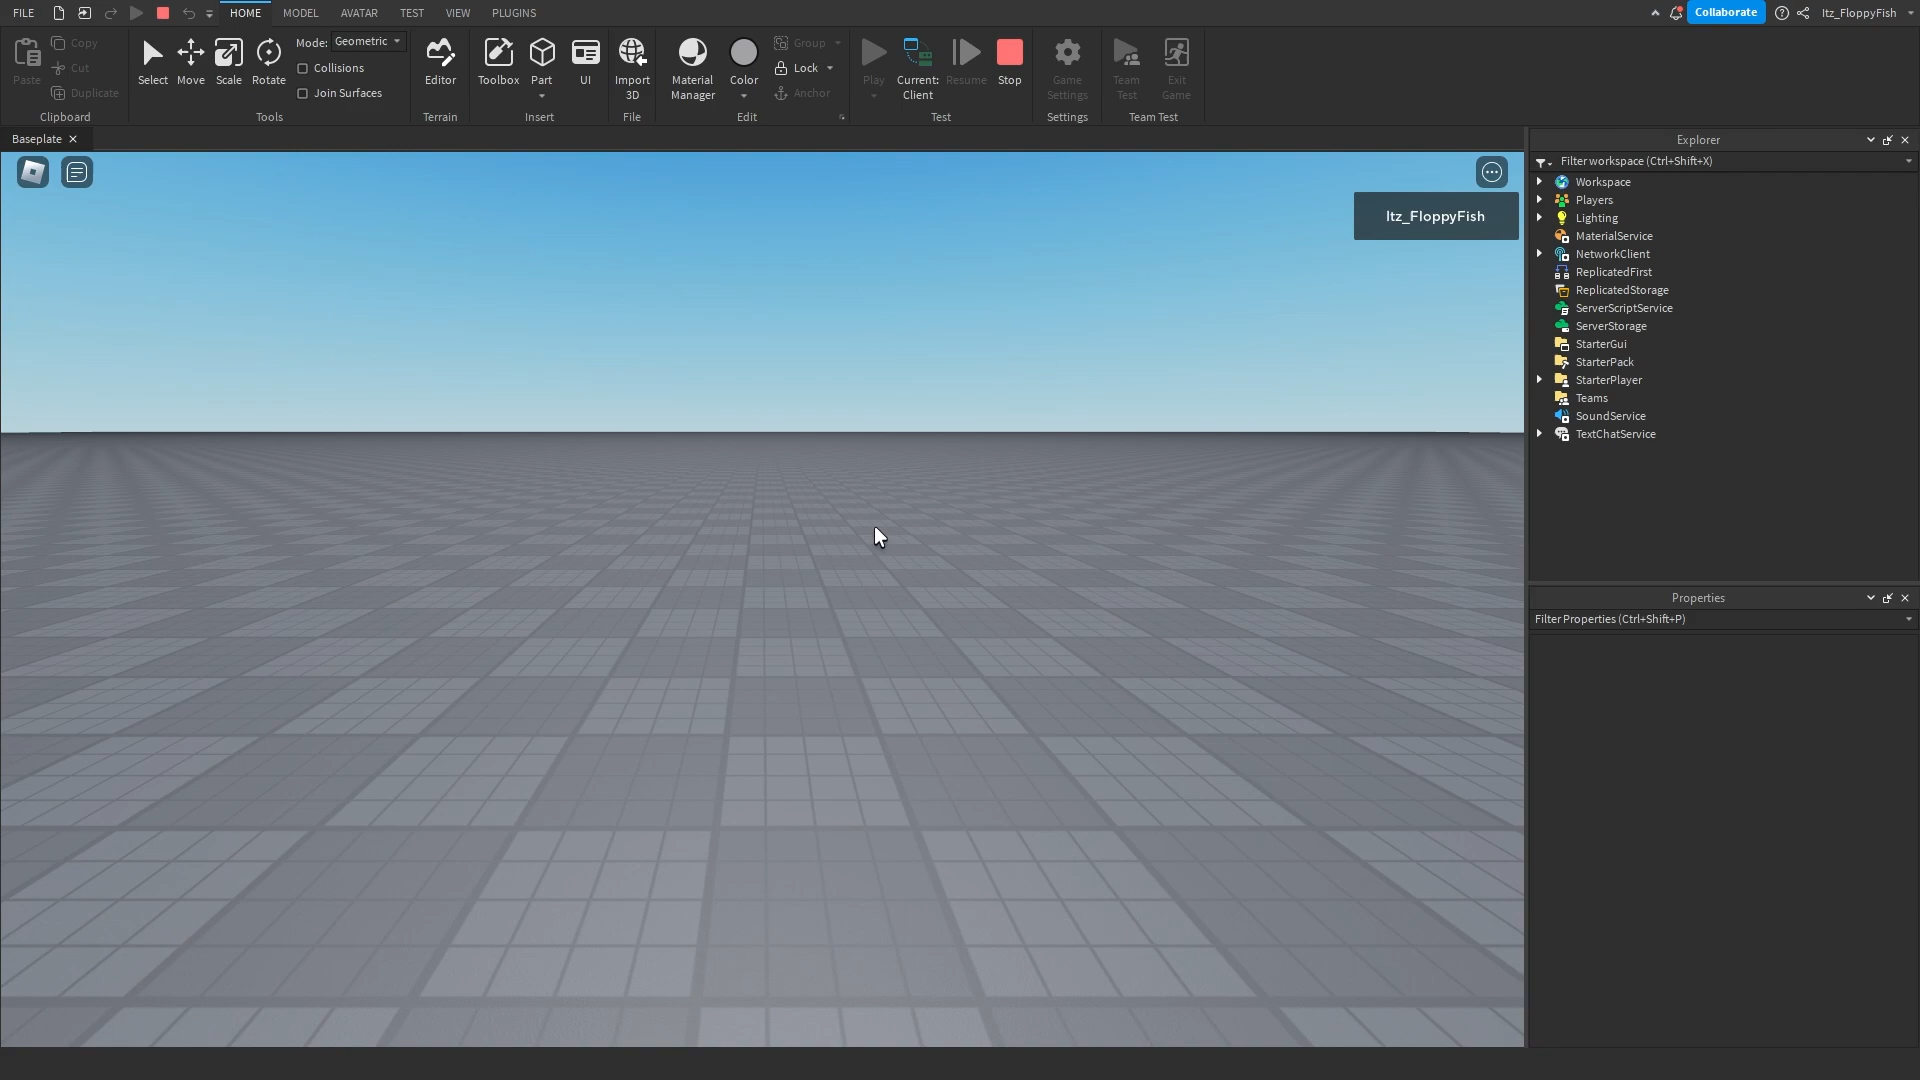 FILE HOME MODEL AVATAR TEST VIEW PLUGINS Collaborate Itz_FloppyFish
Paste Copy Cut Duplicate
Select Move Scale Rotate
Mode: Geometric
Collisions
Join Surfaces
Editor
Toolbox Part UI
Import
3D
Material
Manager
Color
Group
Lock
Anchor
Play
Current:
Client
Resume Stop
Game
Settings
Team
Test
Exit
Game
Clipboard Tools Terrain Insert File Edit Test Settings Team Test
Baseplate
Itz_FloppyFish
Explorer
Filter workspace (Ctrl+Shift+X)
Workspace
Players
Lighting
MaterialService
NetworkClient
ReplicatedFirst
ReplicatedStorage
ServerScriptService
ServerStorage
StarterGui
StarterPack
StarterPlayer
Teams
SoundService
TextChatService
Properties
Filter Properties (Ctrl+Shift+P)